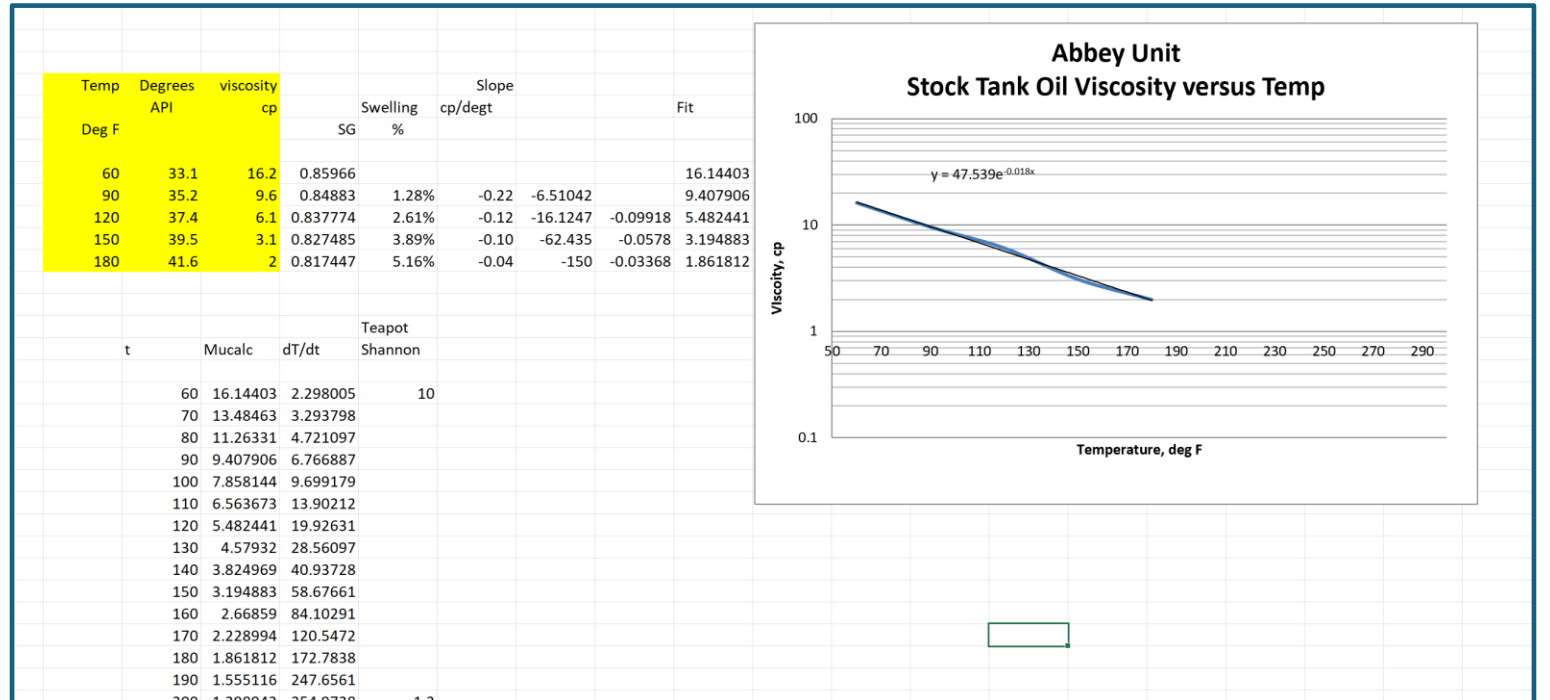 Temp Degrees viscosity Slope
API cp Swelling cp/degt Fit
Deg F SG %
60 33.1 16.2 0.85966 16.14403
90 35.2 9.6 0.84883 1.28% -0.22 -6.51042 9.407906
120 37.4 6.1 0.837774 2.61% -0.12 -16.1247 -0.09918 5.482441
150 39.5 3.1 0.827485 3.89% -0.10 -62.435 -0.0578 3.194883
180 41.6 2 0.817447 5.16% -0.04 -150 -0.03368 1.861812
Teapot
t Mucalc dT/dt Shannon
60 16.14403 2.298005 10
70 13.48463 3.293798
80 11.26331 4.721097
90 9.407906 6.766887
100 7.858144 9.699179
110 6.563673 13.90212
120 5.482441 19.92631
130 4.57932 28.56097
140 3.824969 40.93728
150 3.194883 58.67661
160 2.66859 84.10291
170 2.228994 120.5472
180 1.861812 172.7838
190 1.555116 247.6561
Abbey Unit
Stock Tank Oil Viscosity versus Temp
100
y = 47.539e-0.018x
10
VIscoity, cp
1
50 70 90 110 130 150 170 190 210 230 250 270 290
0.1
Temperature, deg F